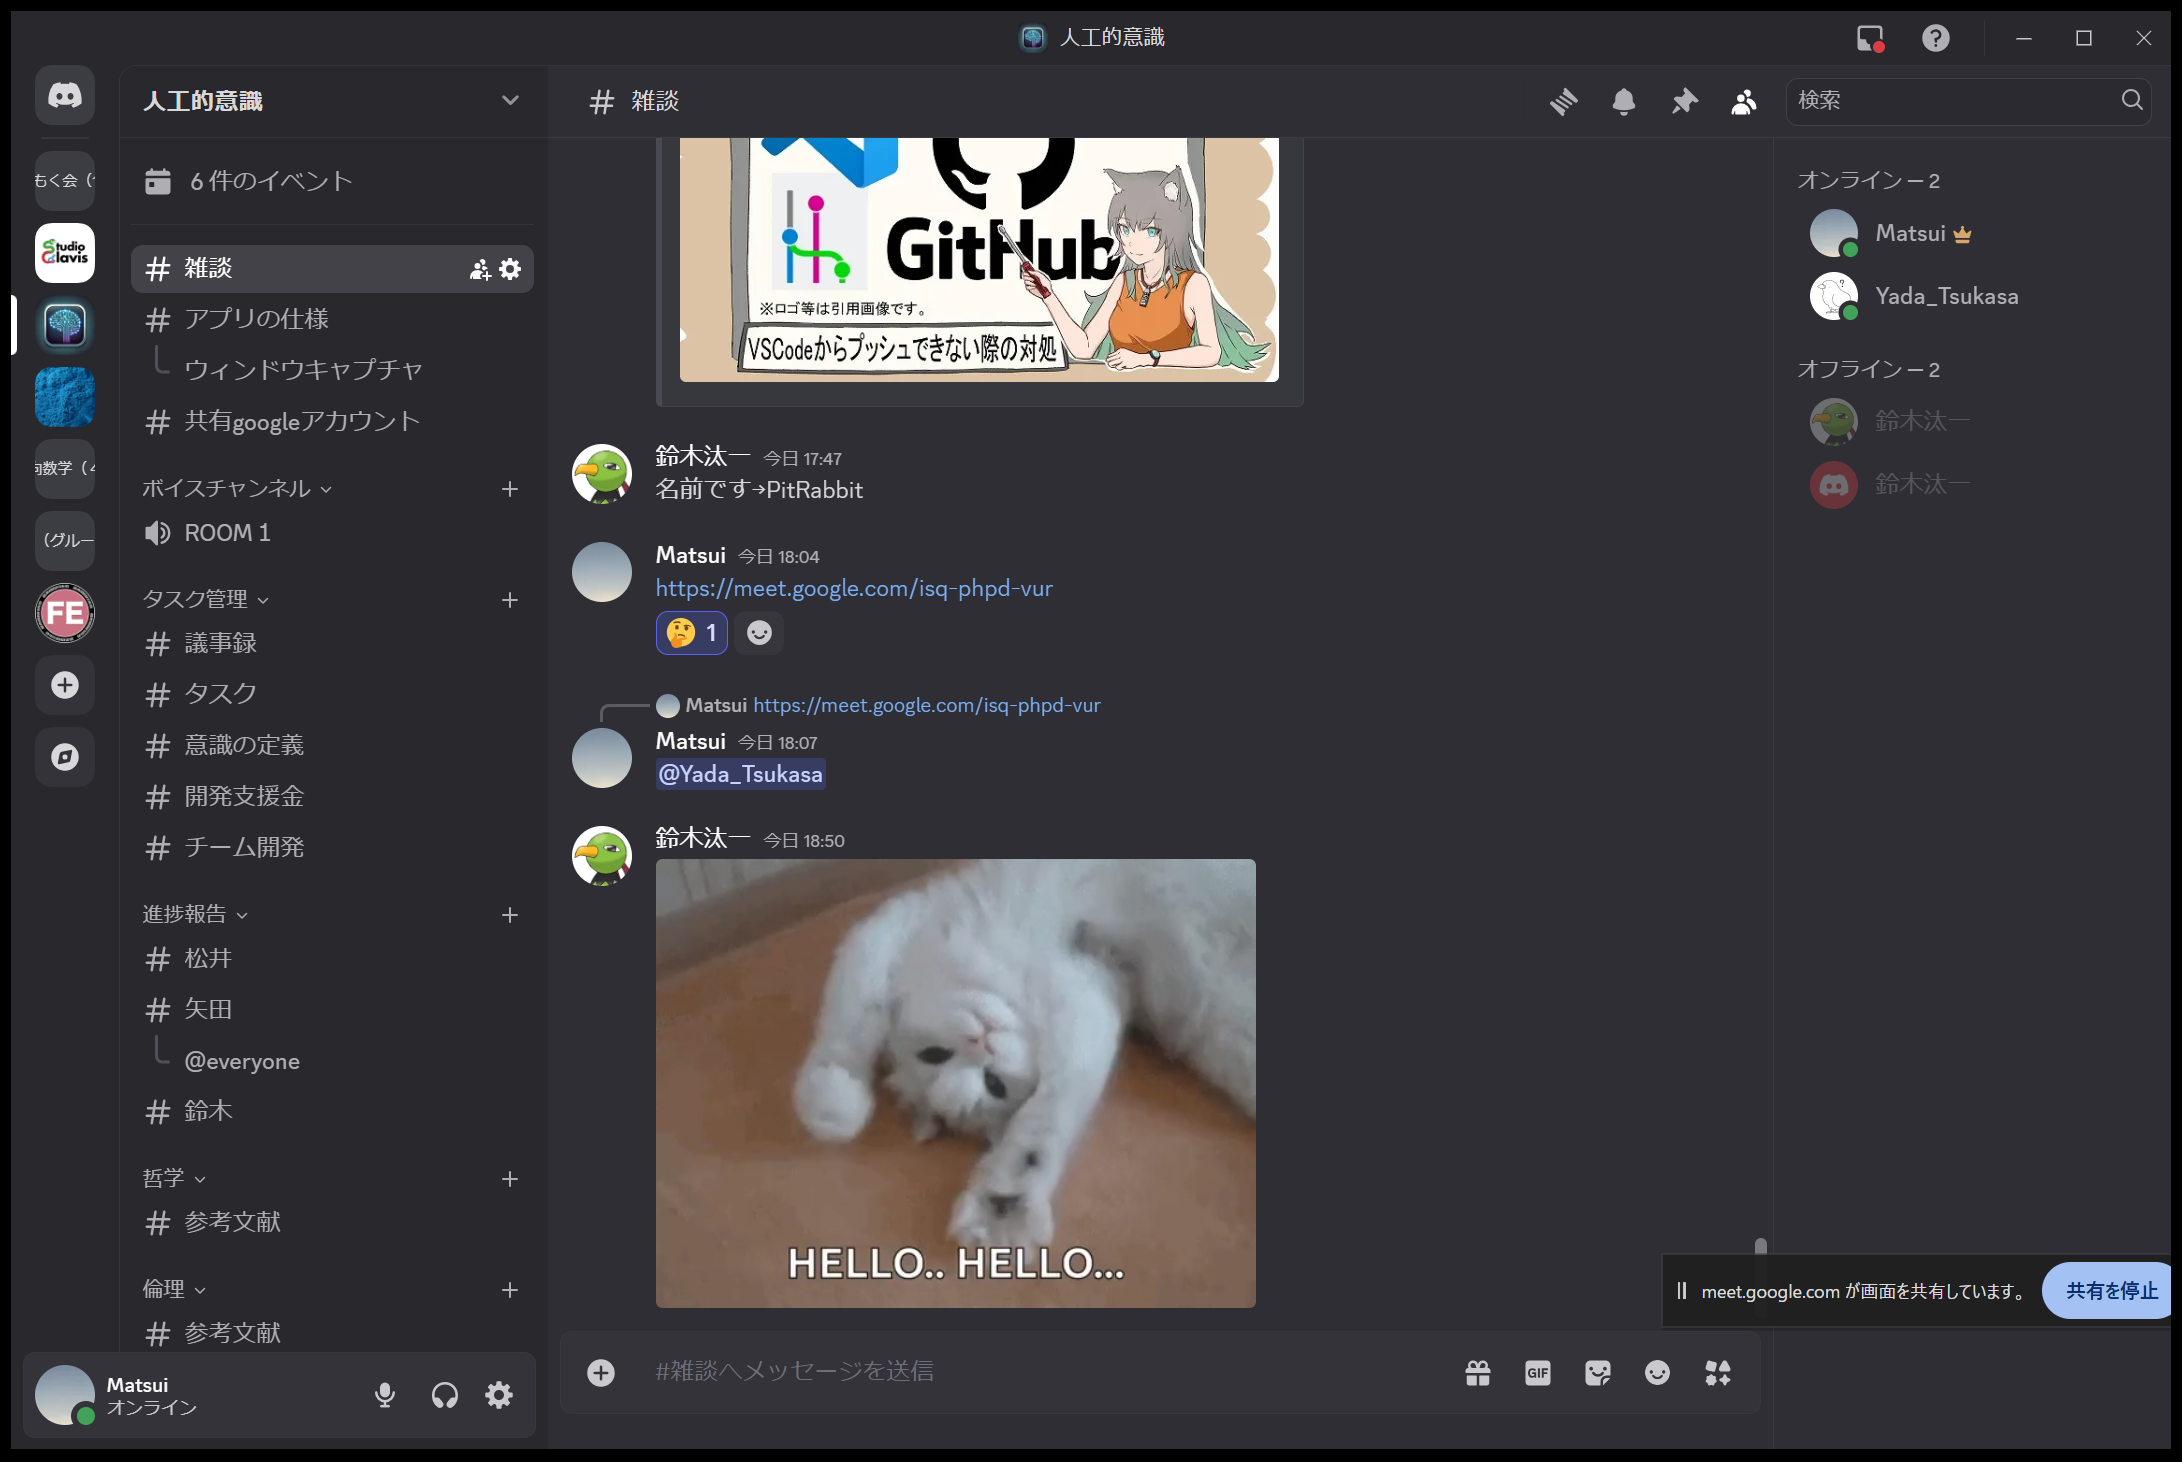 人工的意識
もく会（
Studio
Clavis
向数学（4
（グルー
FE
人工的意識
6 件のイベント
雑談
アプリの仕様
ウィンドウキャプチャ
共有googleアカウント
ボイスチャンネル
ROOM 1
タスク管理
議事録
タスク
意識の定義
開発支援金
チーム開発
進捗報告
松井
矢田
@everyone
鈴木
哲学
参考文献
倫理
参考文献
Matsui
オンライン
雑談
検索
GitHub
※ロゴ等は引用画像です。
VSCodeからプッシュできない際の対処
鈴木汰一 今日 17:47
名前です→PitRabbit
Matsui 今日 18:04
https://meet.google.com/isq-phpd-vur
1
Matsui https://meet.google.com/isq-phpd-vur
Matsui 今日 18:07
@Yada_Tsukasa
鈴木汰一 今日 18:50
HELLO.. HELLO...
#雑談へメッセージを送信
GIF
オンライン — 2
Matsui
Yada_Tsukasa
オフライン — 2
鈴木汰一
鈴木汰一
meet.google.com が画面を共有しています。
共有を停止